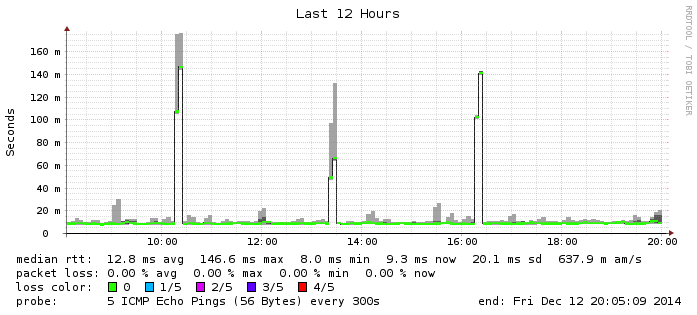 Last 12 Hours
RRDTOOL / TOBI OETIKER
Seconds
160 m
140 m
120 m
100 m
80 m
60 m
40 m
20 m
0
10:00 12:00 14:00 16:00 18:00 20:00
median rtt: 12.8 ms avg 146.6 ms max 8.0 ms min 9.3 ms now 20.1 ms sd 637.9 m am/s
packet loss: 0.00 % avg 0.00 % max 0.00 % min 0.00 % now
loss color: 0 1/5 2/5 3/5 4/5
probe: 5 ICMP Echo Pings (56 Bytes) every 300s end: Fri Dec 12 20:05:09 2014